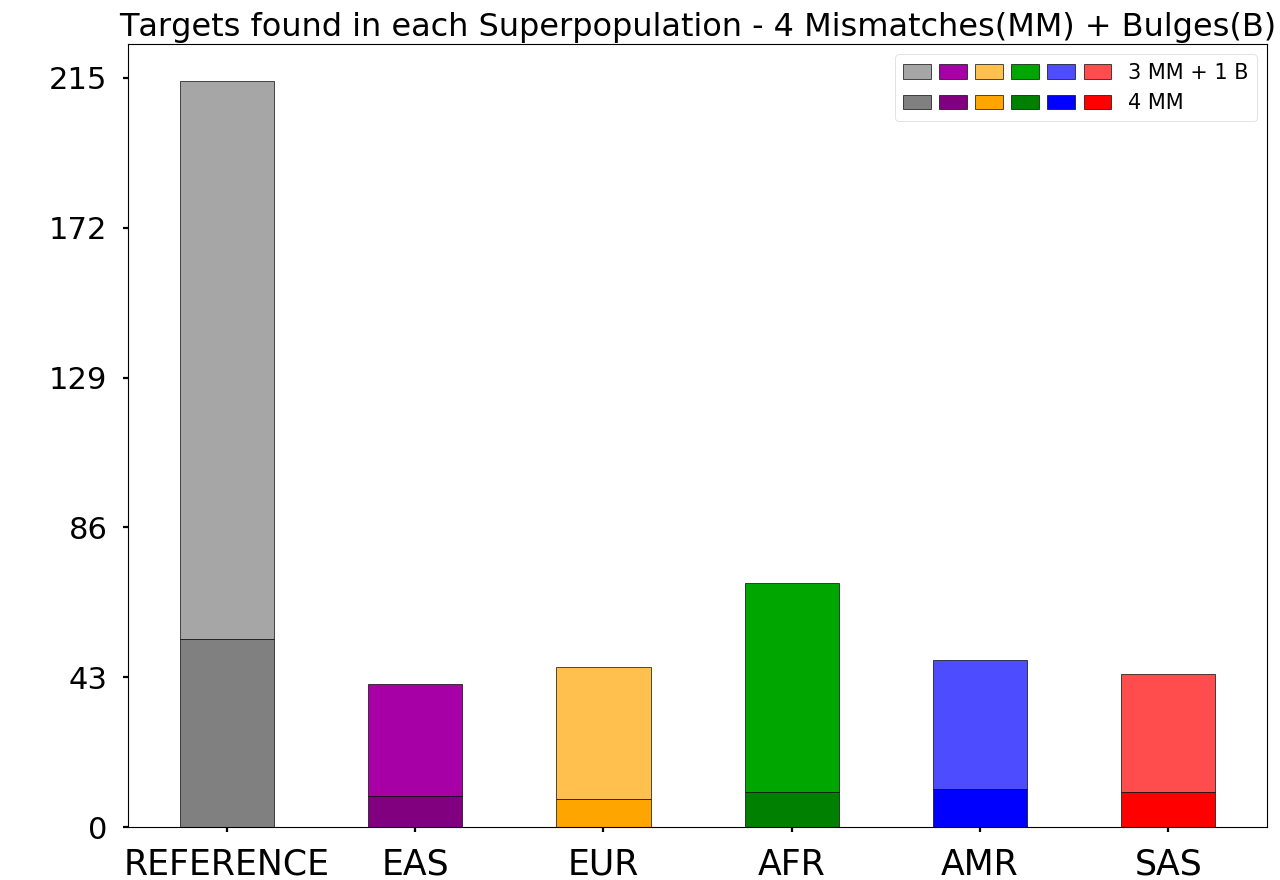 Targets found in each Superpopulation - 4 Mismatches(MM) + Bulges(B)
3 MM + 1 B
4 MM
215
172
129
86
43
0
REFERENCE EAS EUR AFR AMR SAS